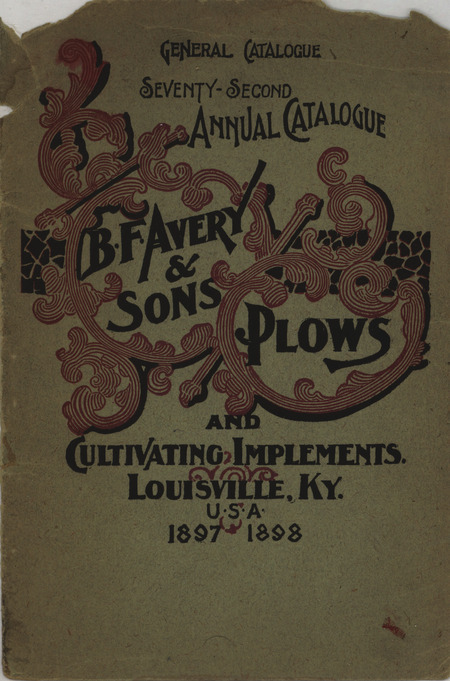 GENERAL CATALOGUE
SEVENTY-SECOND
ANNUAL CATALOGUE
B.F. AVERY
&
SONS
PLOWS
AND
CULTIVATING IMPLEMENTS.
LOUISVILLE, KY.
U.S.A.
1897 1898